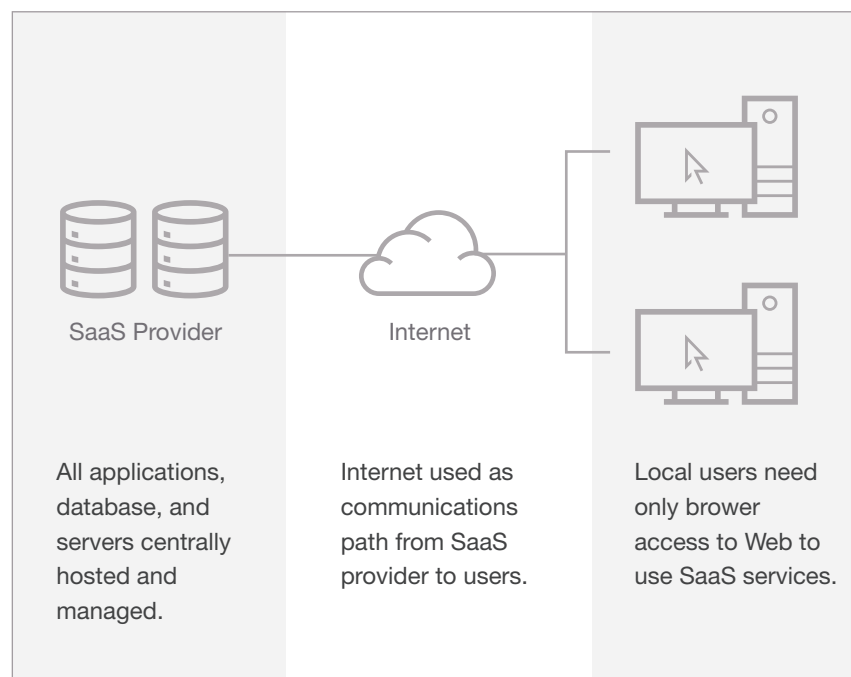 SaaS Provider
Internet
All applications,
database, and
servers centrally
hosted and
managed.
Internet used as
communications
path from SaaS
provider to users.
Local users need
only brower
access to Web to
use SaaS services.